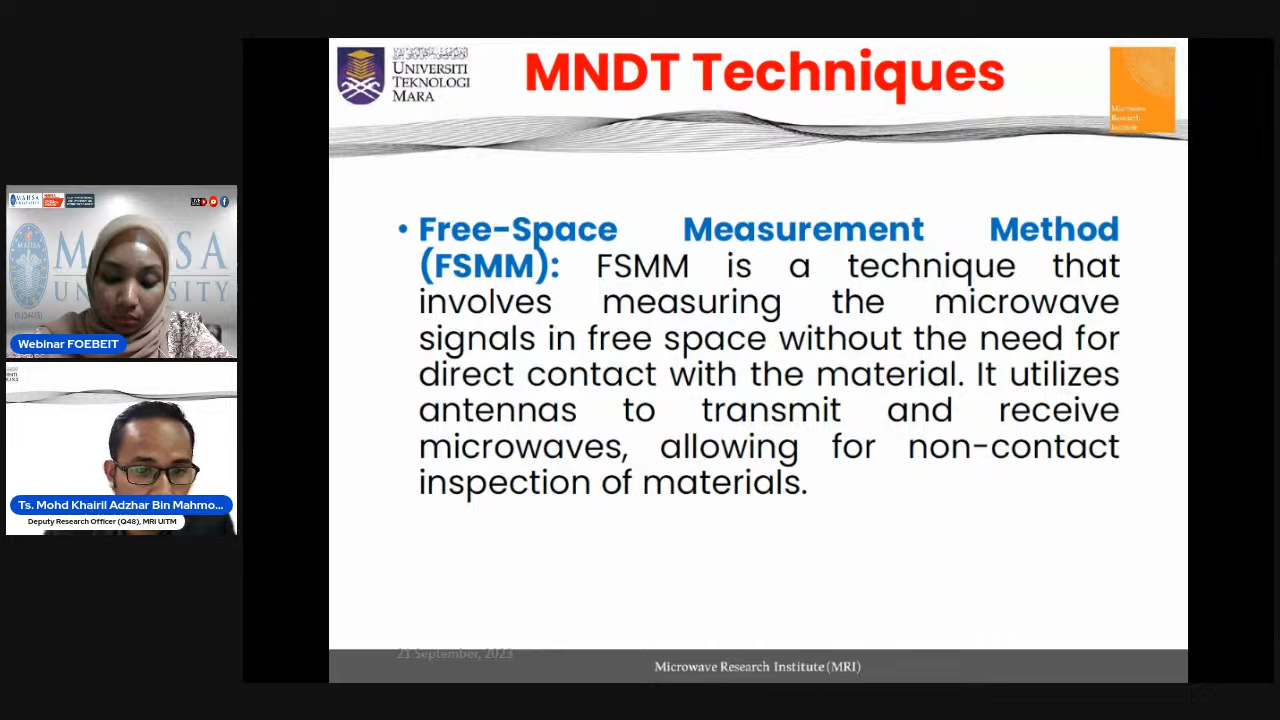 MNDT Techniques
UNIVERSITI
TEKNOLOGI
MARA
Microwave
Research
Institute
• Free-Space Measurement Method
(FSMM): FSMM is a technique that
involves measuring the microwave
signals in free space without the need for
direct contact with the material. It utilizes
antennas to transmit and receive
microwaves, allowing for non-contact
inspection of materials.
21 September, 2023
Microwave Research Institute (MRI)
MAHSA
UNIVERSITY
Webinar FOEBEIT
Ts. Mohd Khairil Adzhar Bin Mahmo...
Deputy Research Officer (Q48), MRI UiTM